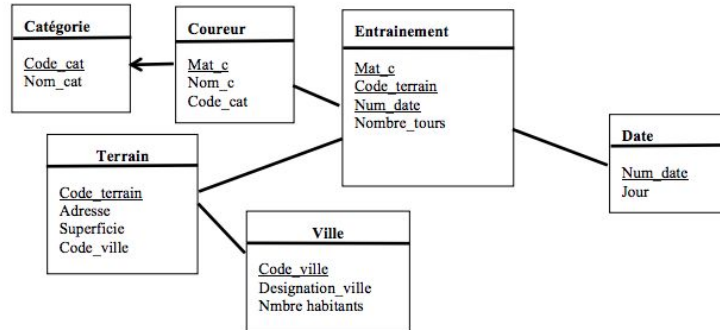 Catégorie
Code_cat
Nom_cat
Coureur
Mat_c
Nom_c
Code_cat
Entrainement
Mat_c
Code_terrain
Num_date
Nombre_tours
Date
Num_date
Jour
Terrain
Code_terrain
Adresse
Superficie
Code_ville
Ville
Code_ville
Designation_ville
Nmbre habitants